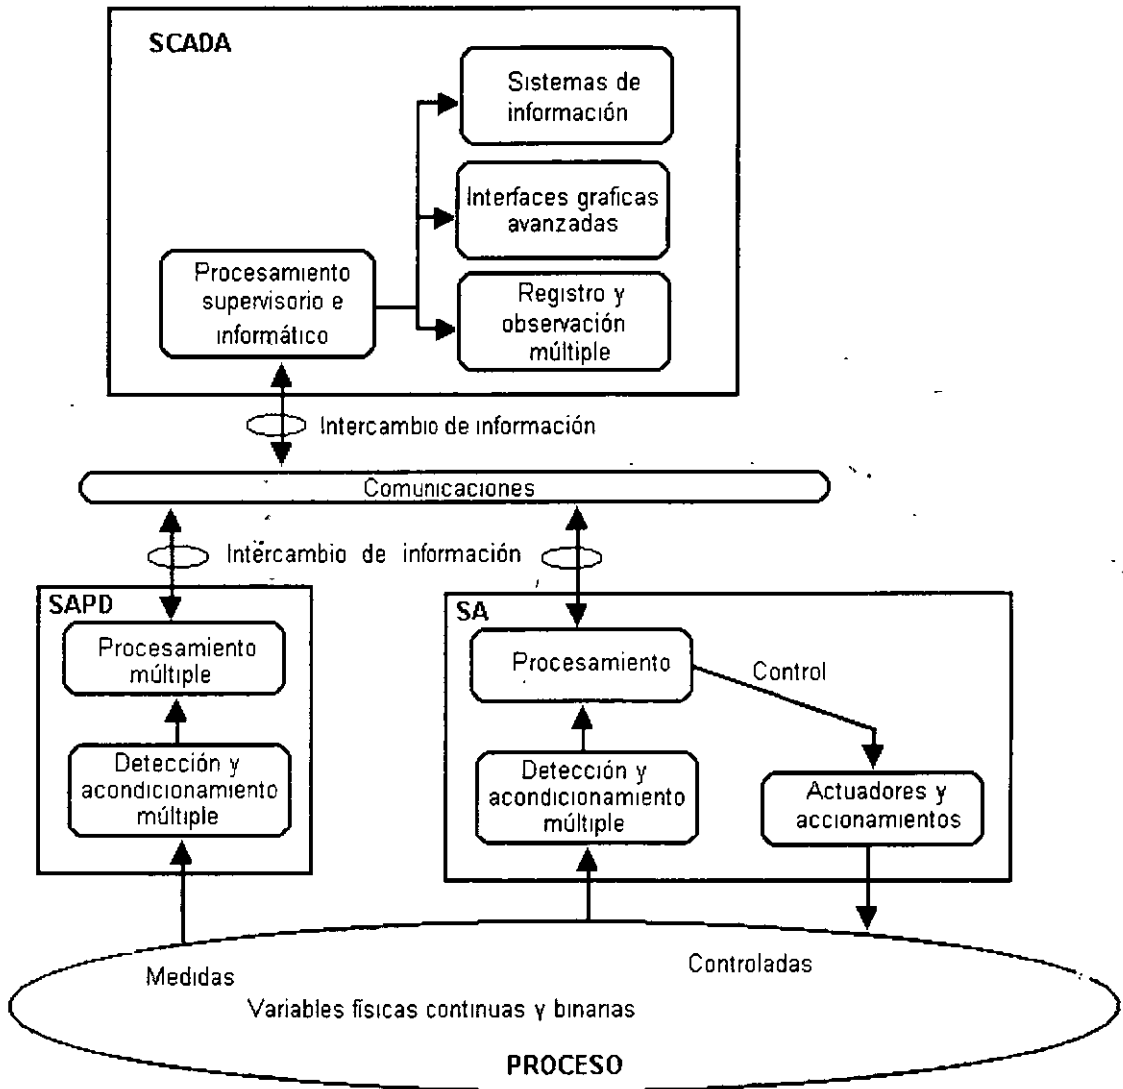 SCADA
Sistemas de
información
Interfaces graficas
avanzadas
Procesamiento
supervisorio e
informático
Registro y
observación
múltiple
Intercambio de información
Comunicaciones
Intercambio de información
SAPD
Procesamiento
múltiple
Detección y
acondicionamiento
múltiple
SA
Procesamiento
Control
Detección y
acondicionamiento
múltiple
Actuadores y
accionamientos
Medidas
Controladas
Variables físicas continuas y binarias
PROCESO